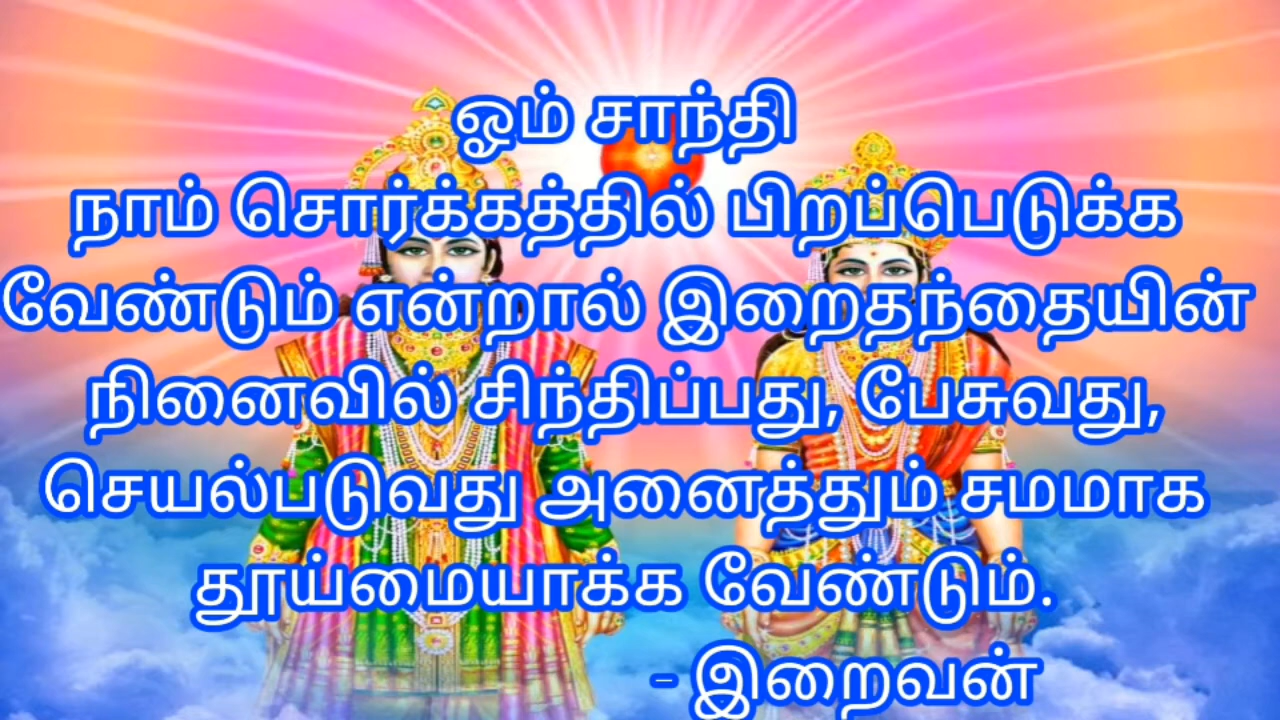 ஓம் சாந்தி
நாம் சொர்க்கத்தில் பிறப்பெடுக்க
வேண்டும் என்றால் இறைதந்தையின்
நினைவில் சிந்திப்பது, பேசுவது,
செயல்படுவது அனைத்தும் சமமாக
தூய்மையாக்க வேண்டும்.
- இறைவன்